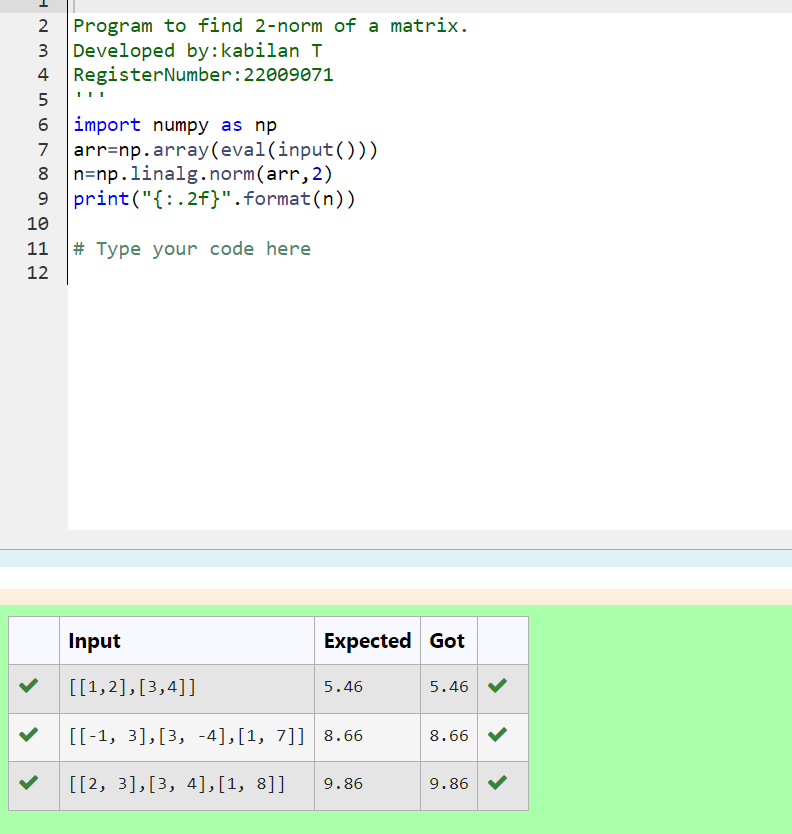 1
2 Program to find 2-norm of a matrix.
3 Developed by:kabilan T
4 RegisterNumber:22009071
5 '''
6 import numpy as np
7 arr=np.array(eval(input()))
8 n=np.linalg.norm(arr,2)
9 print("{:.2f}".format(n))
10
11 # Type your code here
12
Input Expected Got
[[1,2],[3,4]] 5.46 5.46
[[-1, 3],[3, -4],[1, 7]] 8.66 8.66
[[2, 3],[3, 4],[1, 8]] 9.86 9.86